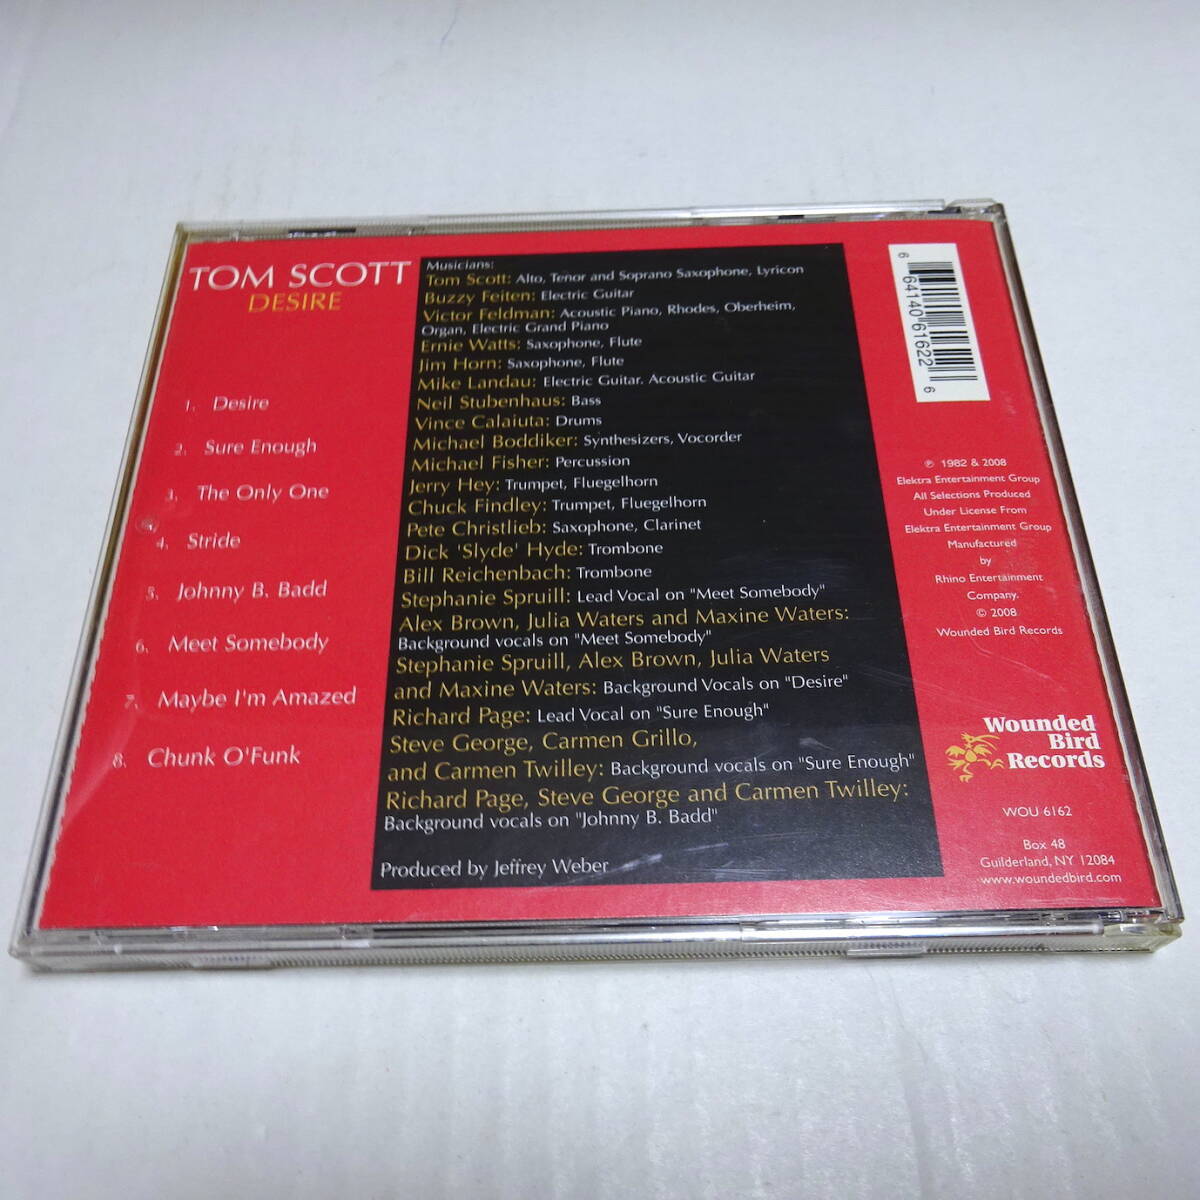 TOM SCOTT
DESIRE
1. Desire
2. Sure Enough
3. The Only One
4. Stride
5. Johnny B. Badd
6. Meet Somebody
7. Maybe I'm Amazed
8. Chunk O'Funk
Musicians:
Tom Scott: Alto, Tenor and Soprano Saxophone, Lyricon
Buzzy Feiten: Electric Guitar
Victor Feldman: Acoustic Piano, Rhodes, Oberheim,
Organ, Electric Grand Piano
Ernie Watts: Saxophone, Flute
Jim Horn: Saxophone, Flute
Mike Landau: Electric Guitar. Acoustic Guitar
Neil Stubenhaus: Bass
Vince Calaiuta: Drums
Michael Boddiker: Synthesizers, Vocorder
Michael Fisher: Percussion
Jerry Hey: Trumpet, Fluegelhorn
Chuck Findley: Trumpet, Fluegelhorn
Pete Christlieb: Saxophone, Clarinet
Dick 'Slyde' Hyde: Trombone
Bill Reichenbach: Trombone
Stephanie Spruill: Lead Vocal on "Meet Somebody"
Alex Brown, Julia Waters and Maxine Waters:
Background vocals on "Meet Somebody"
Stephanie Spruill, Alex Brown, Julia Waters
and Maxine Waters: Background Vocals on "Desire"
Richard Page: Lead Vocal on "Sure Enough"
Steve George, Carmen Grillo,
and Carmen Twilley: Background vocals on "Sure Enough"
Richard Page, Steve George and Carmen Twilley:
Background vocals on "Johnny B. Badd"
Produced by Jeffrey Weber
6 64140 61622 6
℗ 1982 & 2008
Elektra Entertainment Group
All Selections Produced
Under License From
Elektra Entertainment Group
Manufactured
by
Rhino Entertainment
Company.
© 2008
Wounded Bird Records
Wounded
Bird
Records
WOU 6162
Box 48
Guilderland, NY 12084
www.woundedbird.com